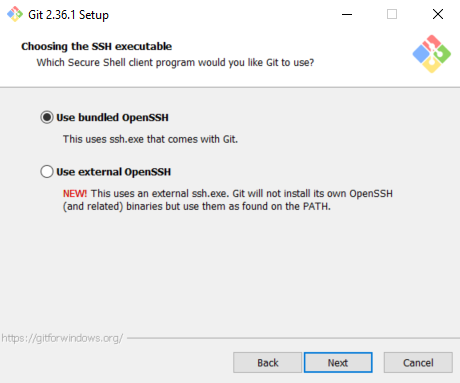 Git 2.36.1 Setup
Choosing the SSH executable
Which Secure Shell client program would you like Git to use?
Use bundled OpenSSH
This uses ssh.exe that comes with Git.
Use external OpenSSH
NEW! This uses an external ssh.exe. Git will not install its own OpenSSH
(and related) binaries but use them as found on the PATH.
https://gitforwindows.org/
Back Next Cancel